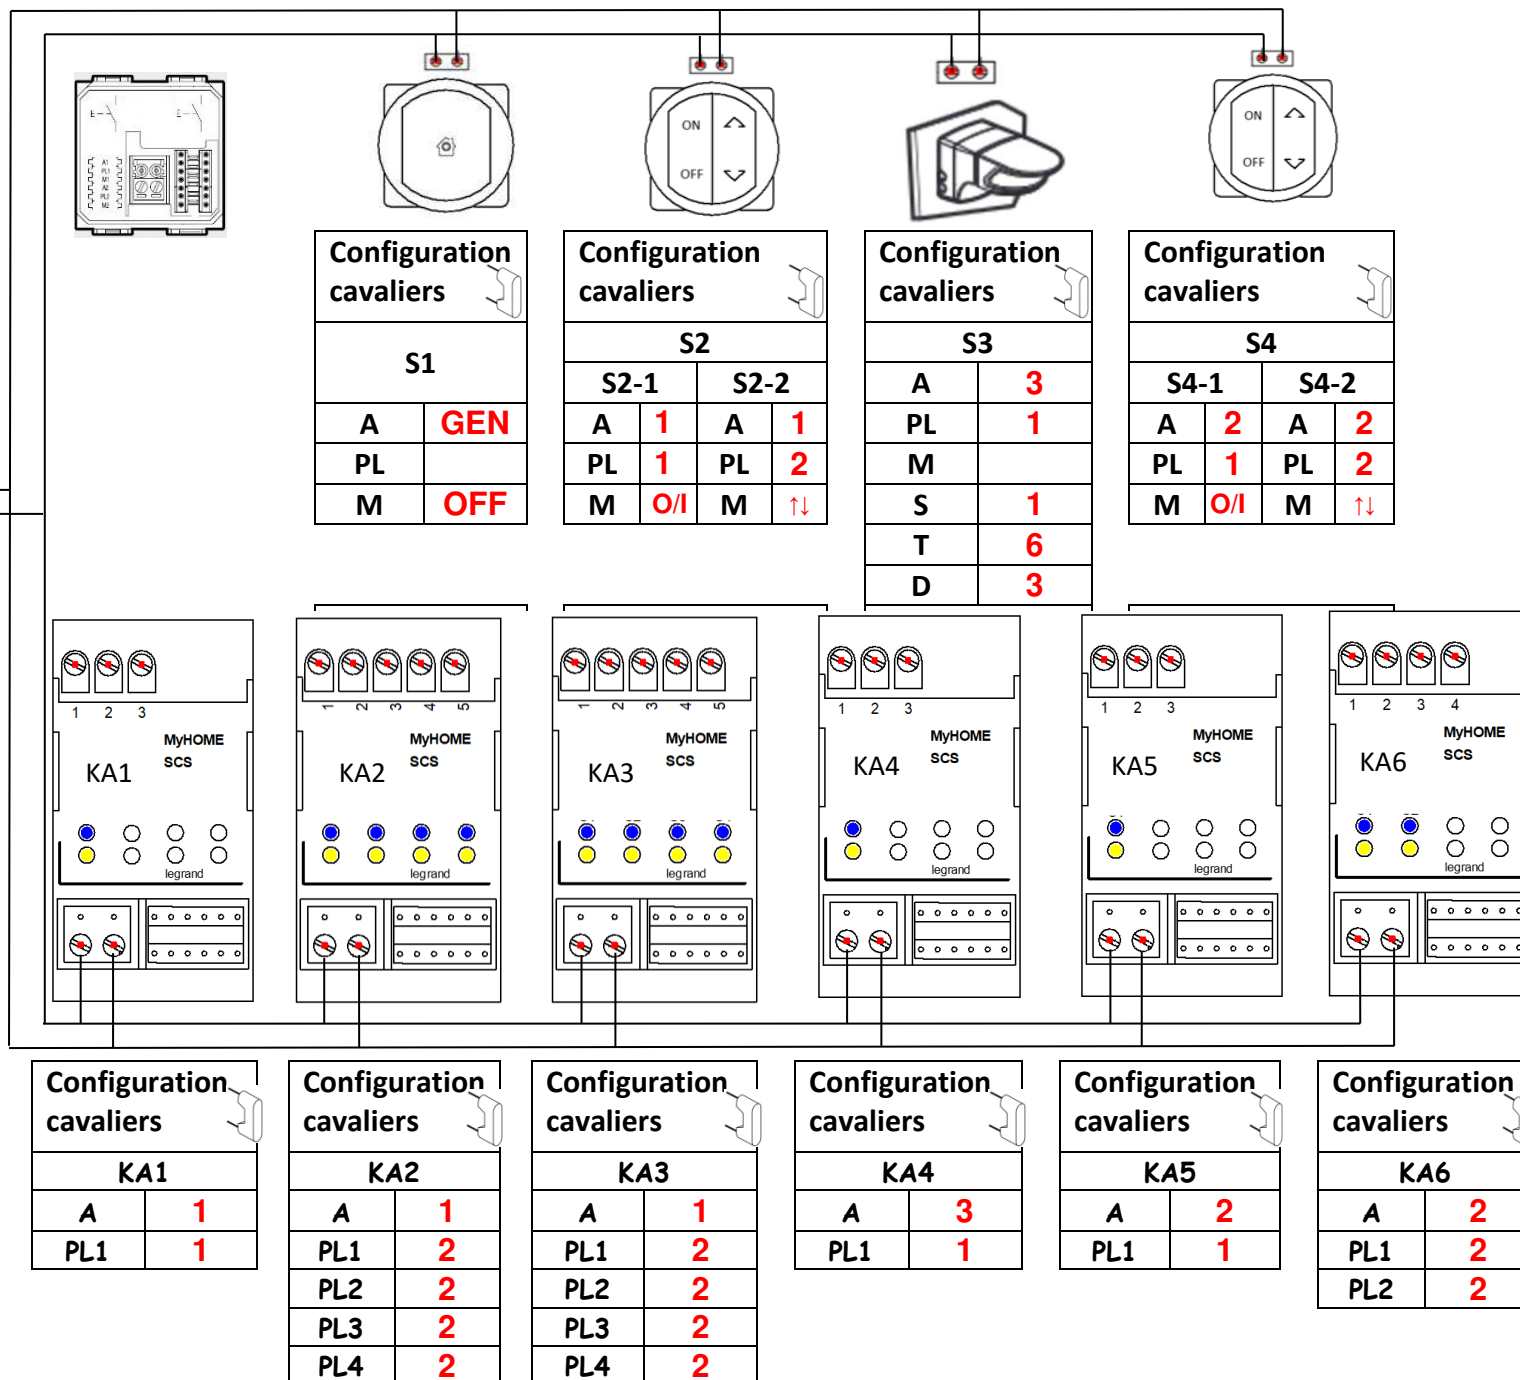 E
E
A1
PL1
M1
A2
PL2
M2
ON
OFF
ON
OFF
Configuration cavaliers
S1
A GEN
PL
M OFF
Configuration cavaliers
S2
S2-1 S2-2
A 1 A 1
PL 1 PL 2
M O/I M ↑↓
Configuration cavaliers
S3
A 3
PL 1
M
S 1
T 6
D 3
Configuration cavaliers
S4
S4-1 S4-2
A 2 A 2
PL 1 PL 2
M O/I M ↑↓
1 2 3
MyHOME
SCS
KA1
legrand
1 2 3 4 5
MyHOME
SCS
KA2
legrand
1 2 3 4 5
MyHOME
SCS
KA3
legrand
1 2 3
MyHOME
SCS
KA4
legrand
1 2 3
MyHOME
SCS
KA5
legrand
1 2 3 4
MyHOME
SCS
KA6
legrand
Configuration
cavaliers
KA1
A 1
PL1 1
Configuration
cavaliers
KA2
A 1
PL1 2
PL2 2
PL3 2
PL4 2
Configuration
cavaliers
KA3
A 1
PL1 2
PL2 2
PL3 2
PL4 2
Configuration
cavaliers
KA4
A 3
PL1 1
Configuration
cavaliers
KA5
A 2
PL1 1
Configuration
cavaliers
KA6
A 2
PL1 2
PL2 2